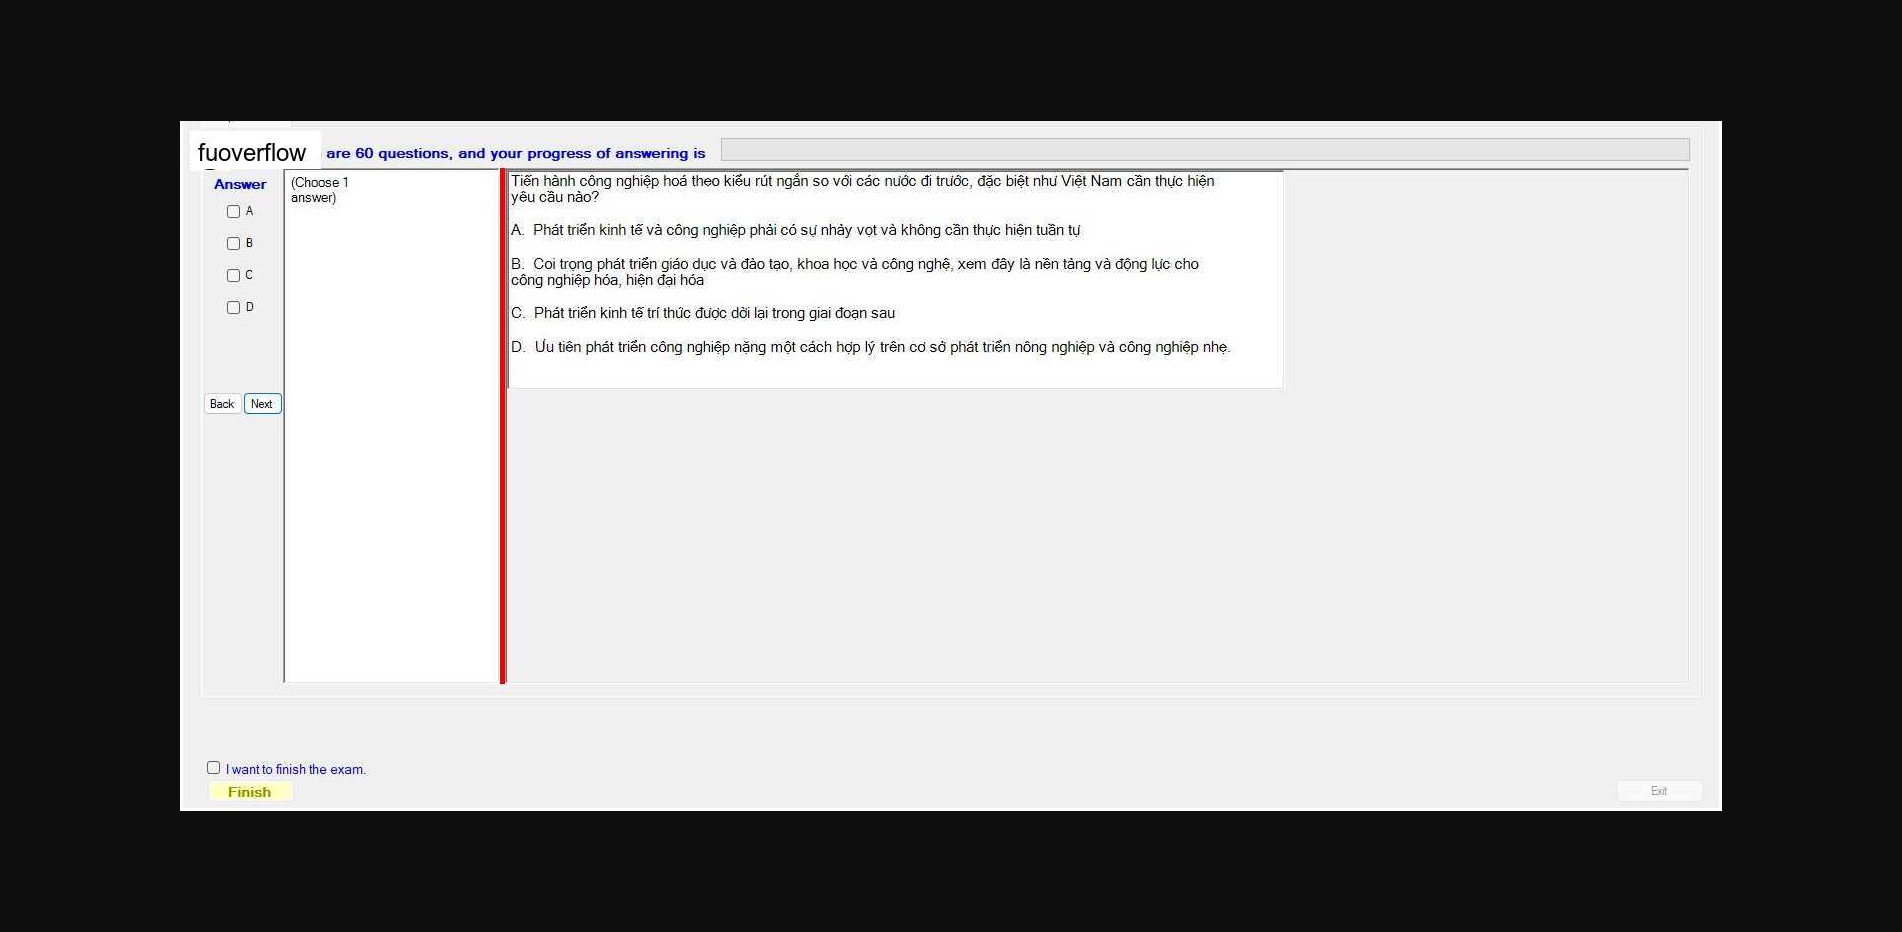 fuoverflow are 60 questions, and your progress of answering is
Answer
A
B
C
D
Back Next
(Choose 1
answer)
Tiến hành công nghiệp hoá theo kiểu rút ngắn so với các nước đi trước, đặc biệt như Việt Nam cần thực hiện
yêu cầu nào?
A. Phát triển kinh tế và công nghiệp phải có sự nhảy vọt và không cần thực hiện tuần tự
B. Coi trọng phát triển giáo dục và đào tạo, khoa học và công nghệ, xem đây là nền tảng và động lực cho
công nghiệp hóa, hiện đại hóa
C. Phát triển kinh tế trí thức được dời lại trong giai đoạn sau
D. Ưu tiên phát triển công nghiệp nặng một cách hợp lý trên cơ sở phát triển nông nghiệp và công nghiệp nhẹ.
I want to finish the exam.
Finish
Exit